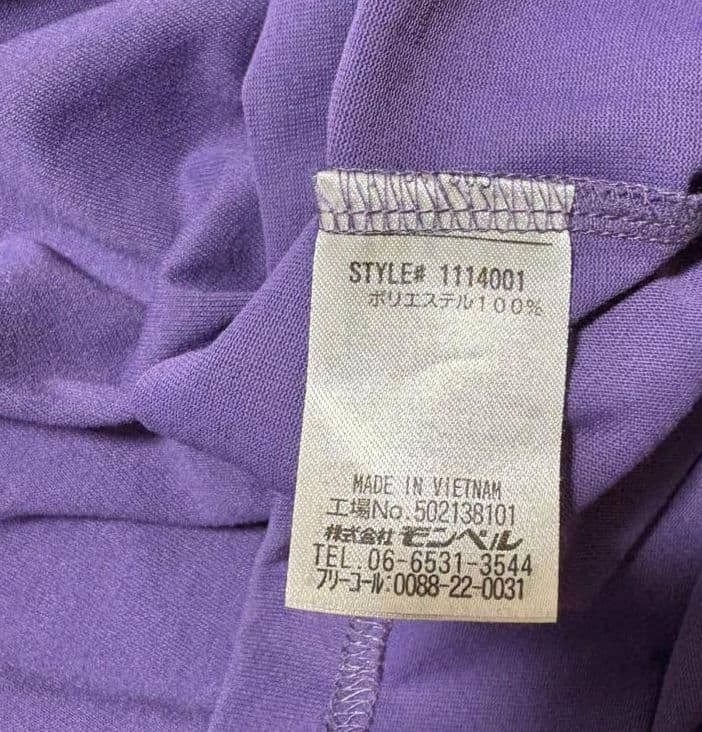 STYLE# 1114001
ポリエステル100%
MADE IN VIETNAM
工場No.502138101
株式会社 モンベル
TEL.06-6531-3544
フリーコール:0088-22-0031